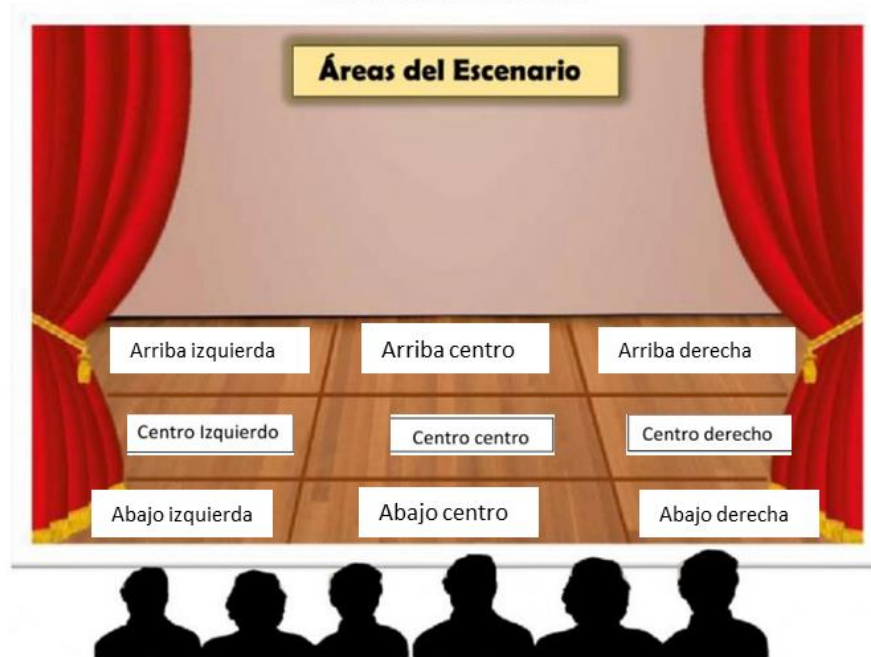 Áreas del Escenario
Arriba izquierda
Arriba centro
Arriba derecha
Centro Izquierdo
Centro centro
Centro derecho
Abajo izquierda
Abajo centro
Abajo derecha